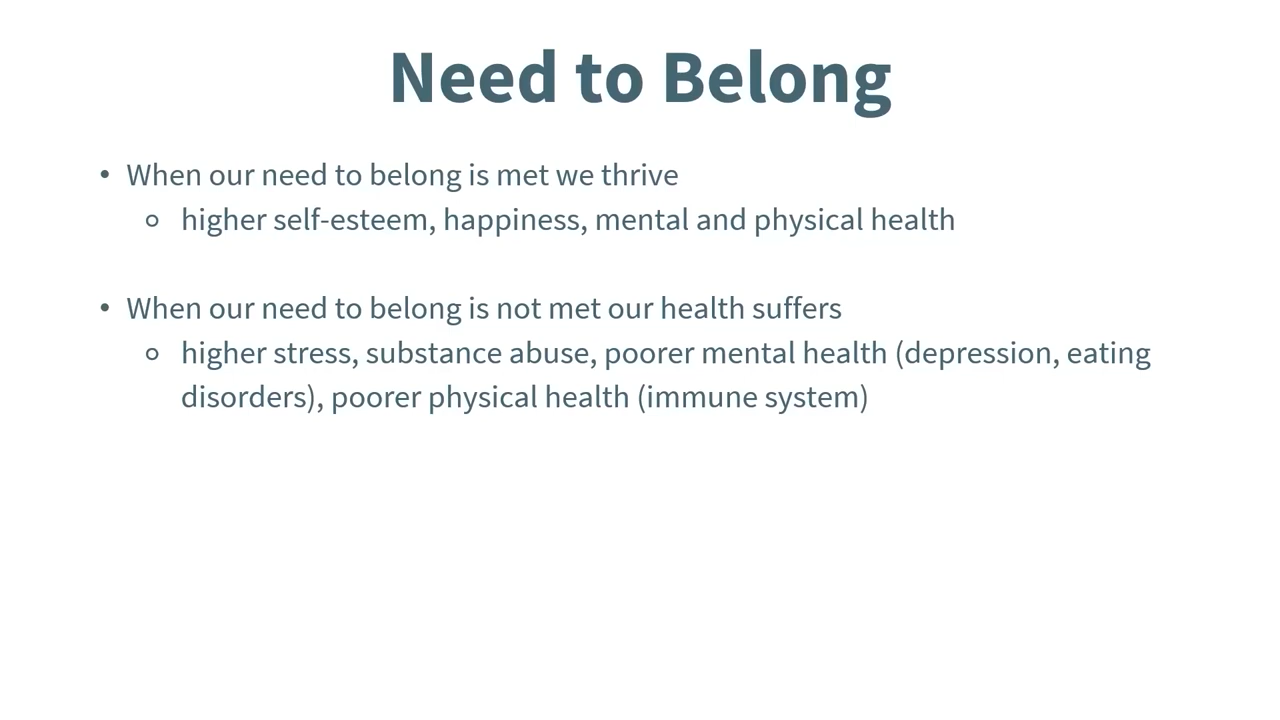 Need to Belong
• When our need to belong is met we thrive
o higher self-esteem, happiness, mental and physical health
• When our need to belong is not met our health suffers
o higher stress, substance abuse, poorer mental health (depression, eating
disorders), poorer physical health (immune system)